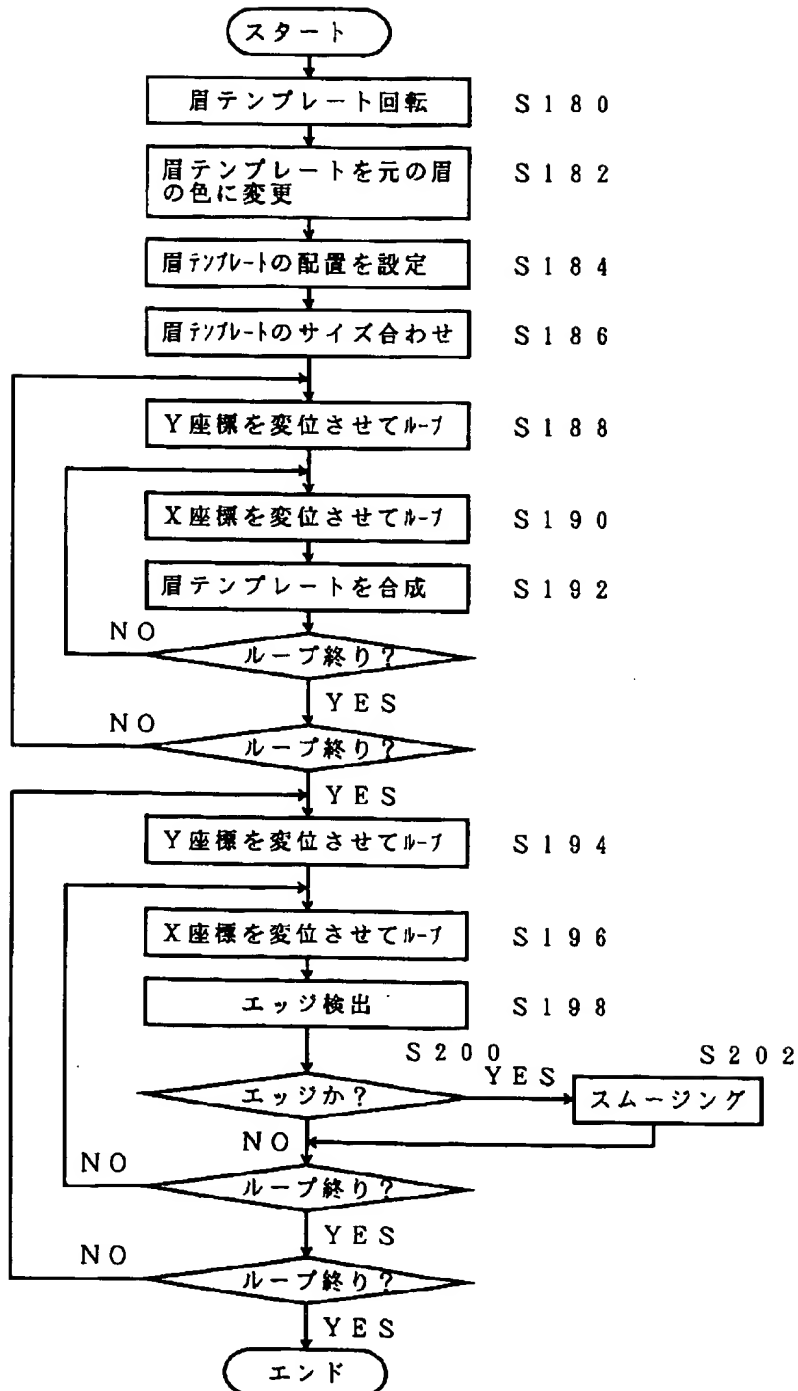 スタート
眉テンプレート回転 S180
眉テンプレートを元の眉 S182
の色に変更
眉テンプレートの配置を設定 S184
眉テンプレートのサイズ合わせ S186
Y座標を変位させてループ S188
X座標を変位させてループ S190
眉テンプレートを合成 S192
NO
ループ終り?
YES
NO
ループ終り?
YES
Y座標を変位させてループ S194
X座標を変位させてループ S196
エッジ検出 S198
S200 S202
YES
エッジか? スムージング
NO
NO
ループ終り?
YES
NO
ループ終り?
YES
エンド